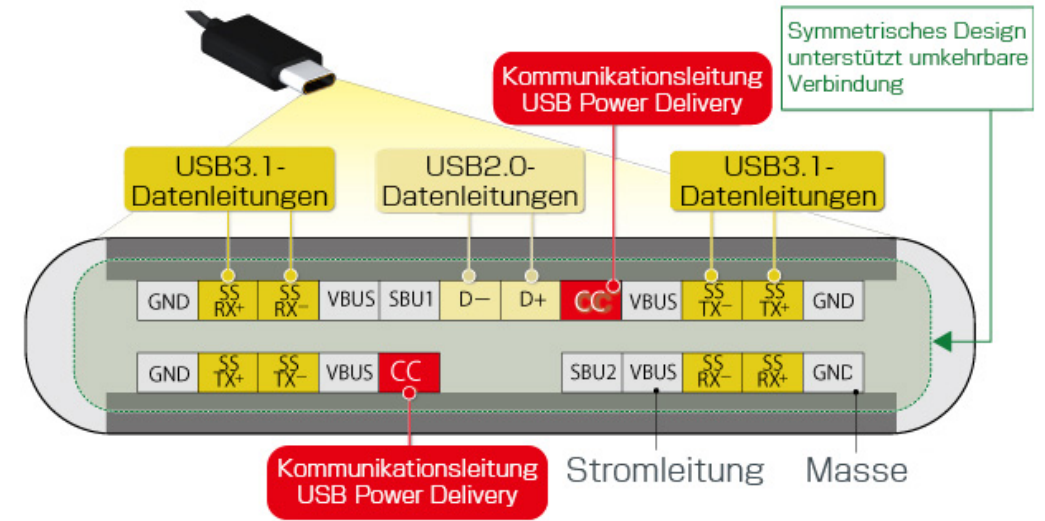 Symmetrisches Design
unterstützt umkehrbare
Verbindung
Kommunikationsleitung
USB Power Delivery
USB3.1-
Datenleitungen
USB2.0-
Datenleitungen
USB3.1-
Datenleitungen
GND SS RX+ SS RX− VBUS SBU1 D− D+ CC VBUS SS TX− SS TX+ GND
GND SS TX+ SS TX− VBUS CC SBU2 VBUS SS RX− SS RX+ GND
Kommunikationsleitung
USB Power Delivery
Stromleitung
Masse